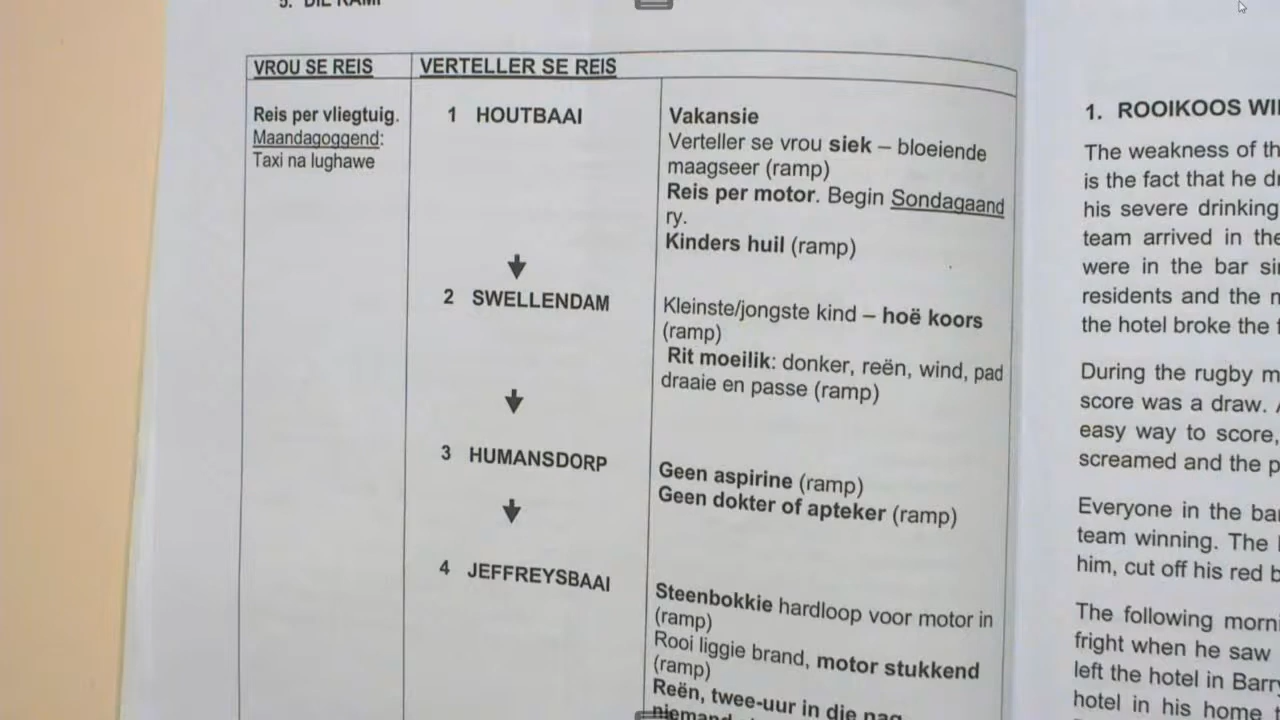 5. DIE RAMP
VROU SE REIS
VERTELLER SE REIS
Reis per vliegtuig.
Maandagoggend:
Taxi na lughawe
1 HOUTBAAI
Vakansie
Verteller se vrou siek – bloeiende
maagseer (ramp)
Reis per motor. Begin Sondagaand
ry.
Kinders huil (ramp)
2 SWELLENDAM
Kleinste/jongste kind – hoë koors
(ramp)
Rit moeilik: donker, reën, wind, pad
draaie en passe (ramp)
3 HUMANSDORP
Geen aspirine (ramp)
Geen dokter of apteker (ramp)
4 JEFFREYSBAAI
Steenbokkie hardloop voor motor in
(ramp)
Rooi liggie brand, motor stukkend
(ramp)
Reën, twee-uur in die nag,
niemand
1. ROOIKOOS WI
The weakness of th
is the fact that he dr
his severe drinking
team arrived in the
were in the bar si
residents and the
the hotel broke the
During the rugby m
score was a draw.
easy way to score,
screamed and the p
Everyone in the ba
team winning. The
him, cut off his red b
The following morni
fright when he saw
left the hotel in Barry
hotel in his home t